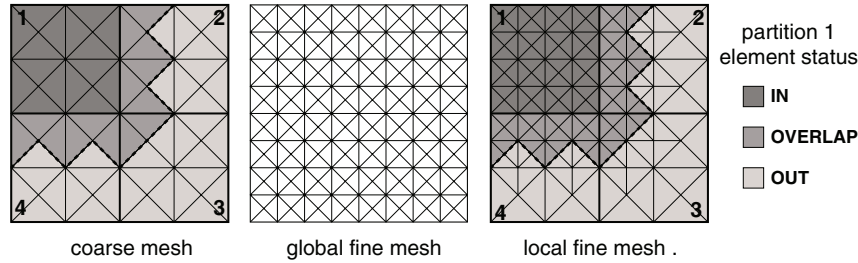 1 2
4 3
coarse mesh
global fine mesh
1 2
4 3
local fine mesh .
partition 1
element status
IN
OVERLAP
OUT